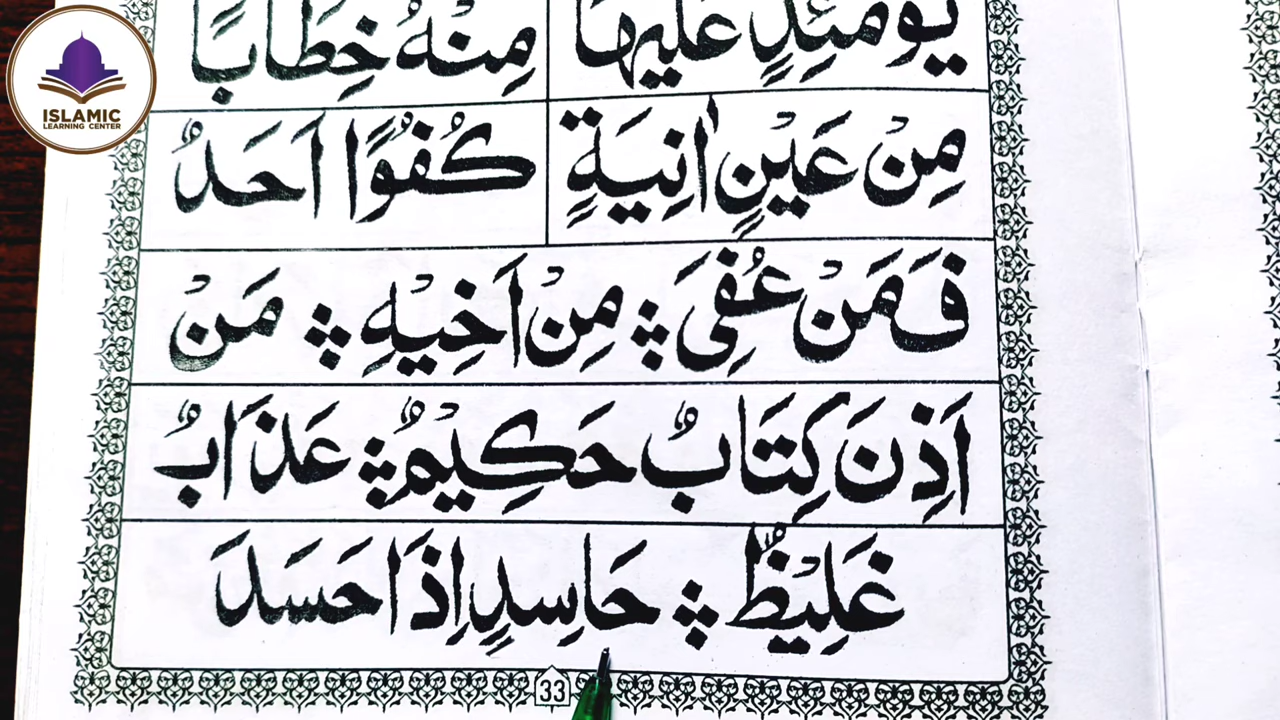 ISLAMIC
LEARNING CENTER
يَوْمَئِذٍ عَلَيْهَا مِنْهُ خِطَابًا
مِنْ عَيْنٍ اٰنِيَةٍ كُفُوًا اَحَدٌ
فَمَنْ عُفِىَ ۛ مِنْ اَخِيْهِ ۛ مَنْ
اَذِنَ كِتَابٌ حَكِيْمٌ ۛ عَذَابٌ
غَلِيْظٌ ۛ حَاسِدٍ اِذَا حَسَدَ
33